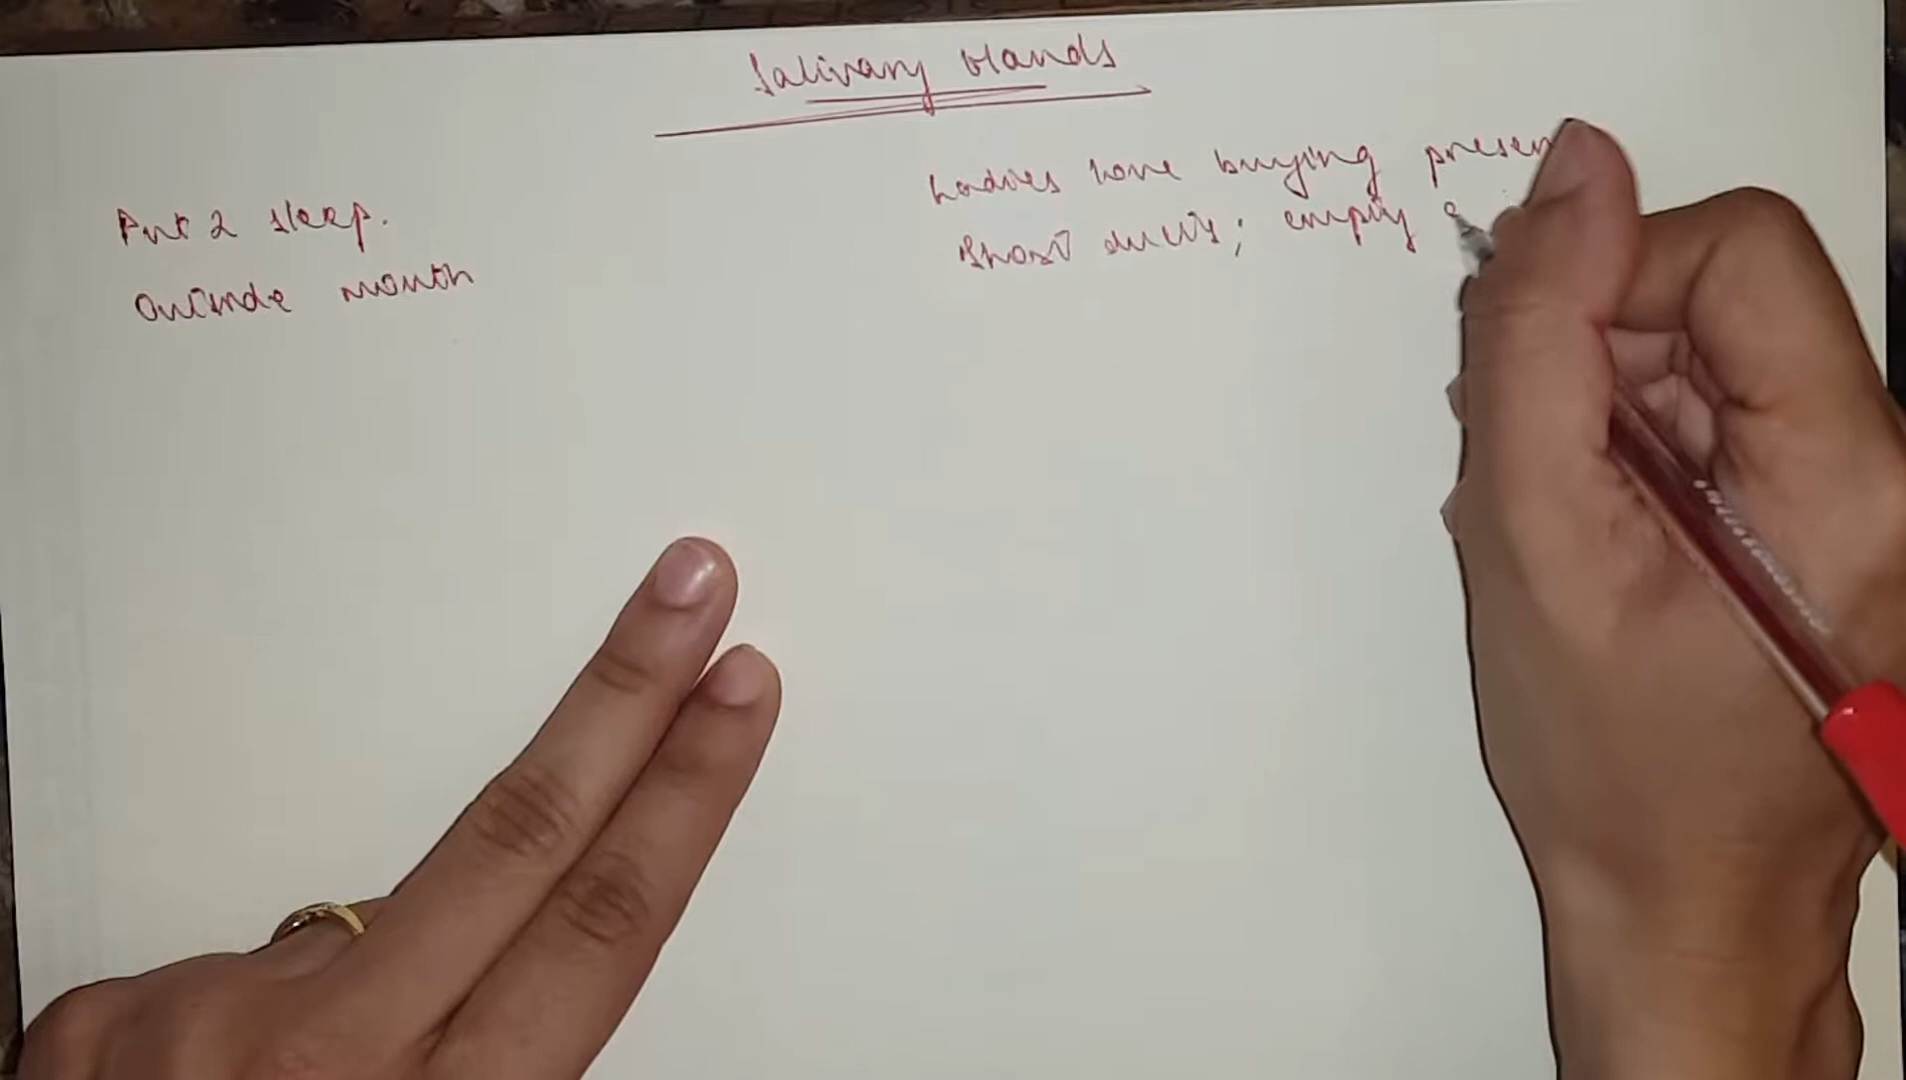 Salivary Glands
Put 2 sleep.
Outside mouth
Ladies love buying presen
Short ducts; empty